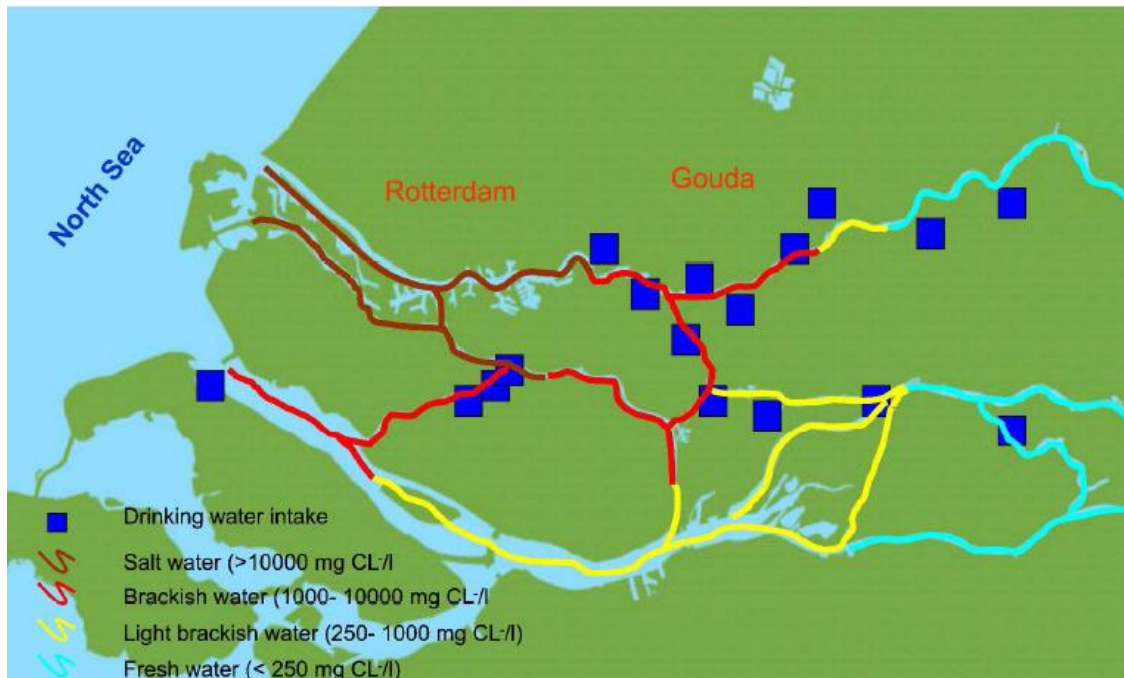 North Sea
Rotterdam
Gouda
Drinking water intake
Salt water (>10000 mg CL-/l
Brackish water (1000- 10000 mg CL-/l
Light brackish water (250- 1000 mg CL-/l)
Fresh water (< 250 mg CL-/l)